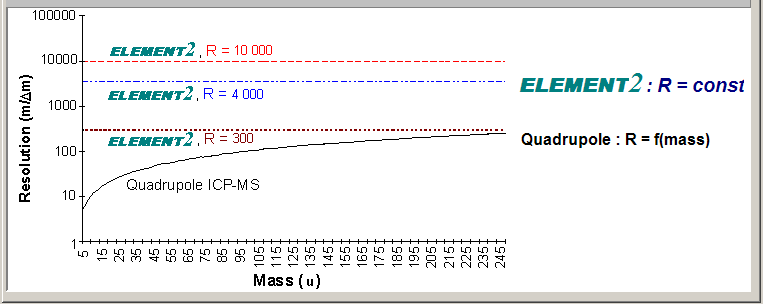 100000
10000
1000
100
10
1
Resolution (m/Δm)
ELEMENT2, R = 10 000
ELEMENT2, R = 4 000
ELEMENT2, R = 300
Quadrupole ICP-MS
5 15 25 35 45 55 65 75 85 95 105 115 125 135 145 155 165 175 185 195 205 215 225 235 245
Mass (u)
ELEMENT2 : R = const
Quadrupole : R = f(mass)